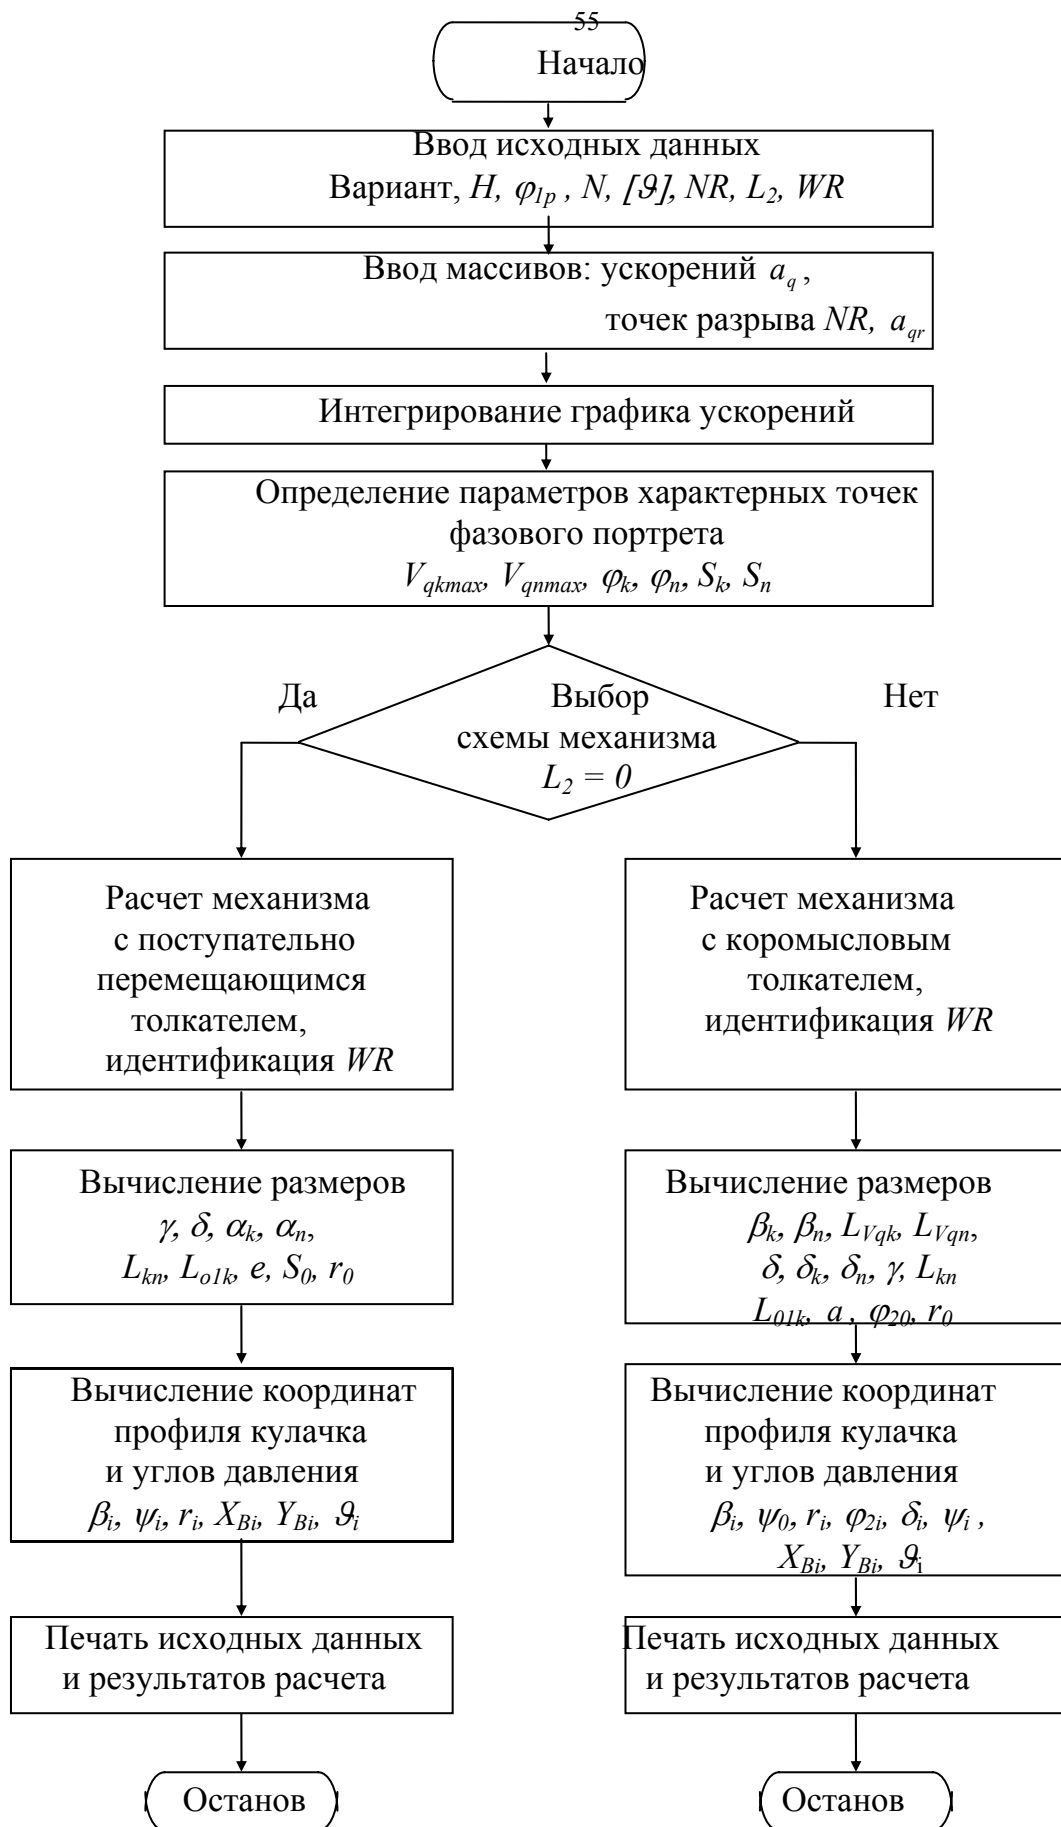 55
Начало
Ввод исходных данных
Вариант, H, φ1p , N, [ϑ], NR, L2, WR
Ввод массивов: ускорений aq ,
точек разрыва NR, aqr
Интегрирование графика ускорений
Определение параметров характерных точек
фазового портрета
Vqkmax, Vqnmax, φk, φn, Sk, Sn
Да
Выбор
схемы механизма
L2 = 0
Нет
Расчет механизма
с поступательно
перемещающимся
толкателем,
идентификация WR
Вычисление размеров
γ, δ, αk, αn,
Lkn, Lo1k, e, S0, r0
Вычисление координат
профиля кулачка
и углов давления
βi, ψi, ri, XBi, YBi, ϑi
Печать исходных данных
и результатов расчета
Останов
Расчет механизма
с коромысловым
толкателем,
идентификация WR
Вычисление размеров
βk, βn, LVqk, LVqn,
δ, δk, δn, γ, Lkn
L01k, a , φ20, r0
Вычисление координат
профиля кулачка
и углов давления
βi, ψ0, ri, φ2i, δi, ψi ,
XBi, YBi, ϑi
Печать исходных данных
и результатов расчета
Останов